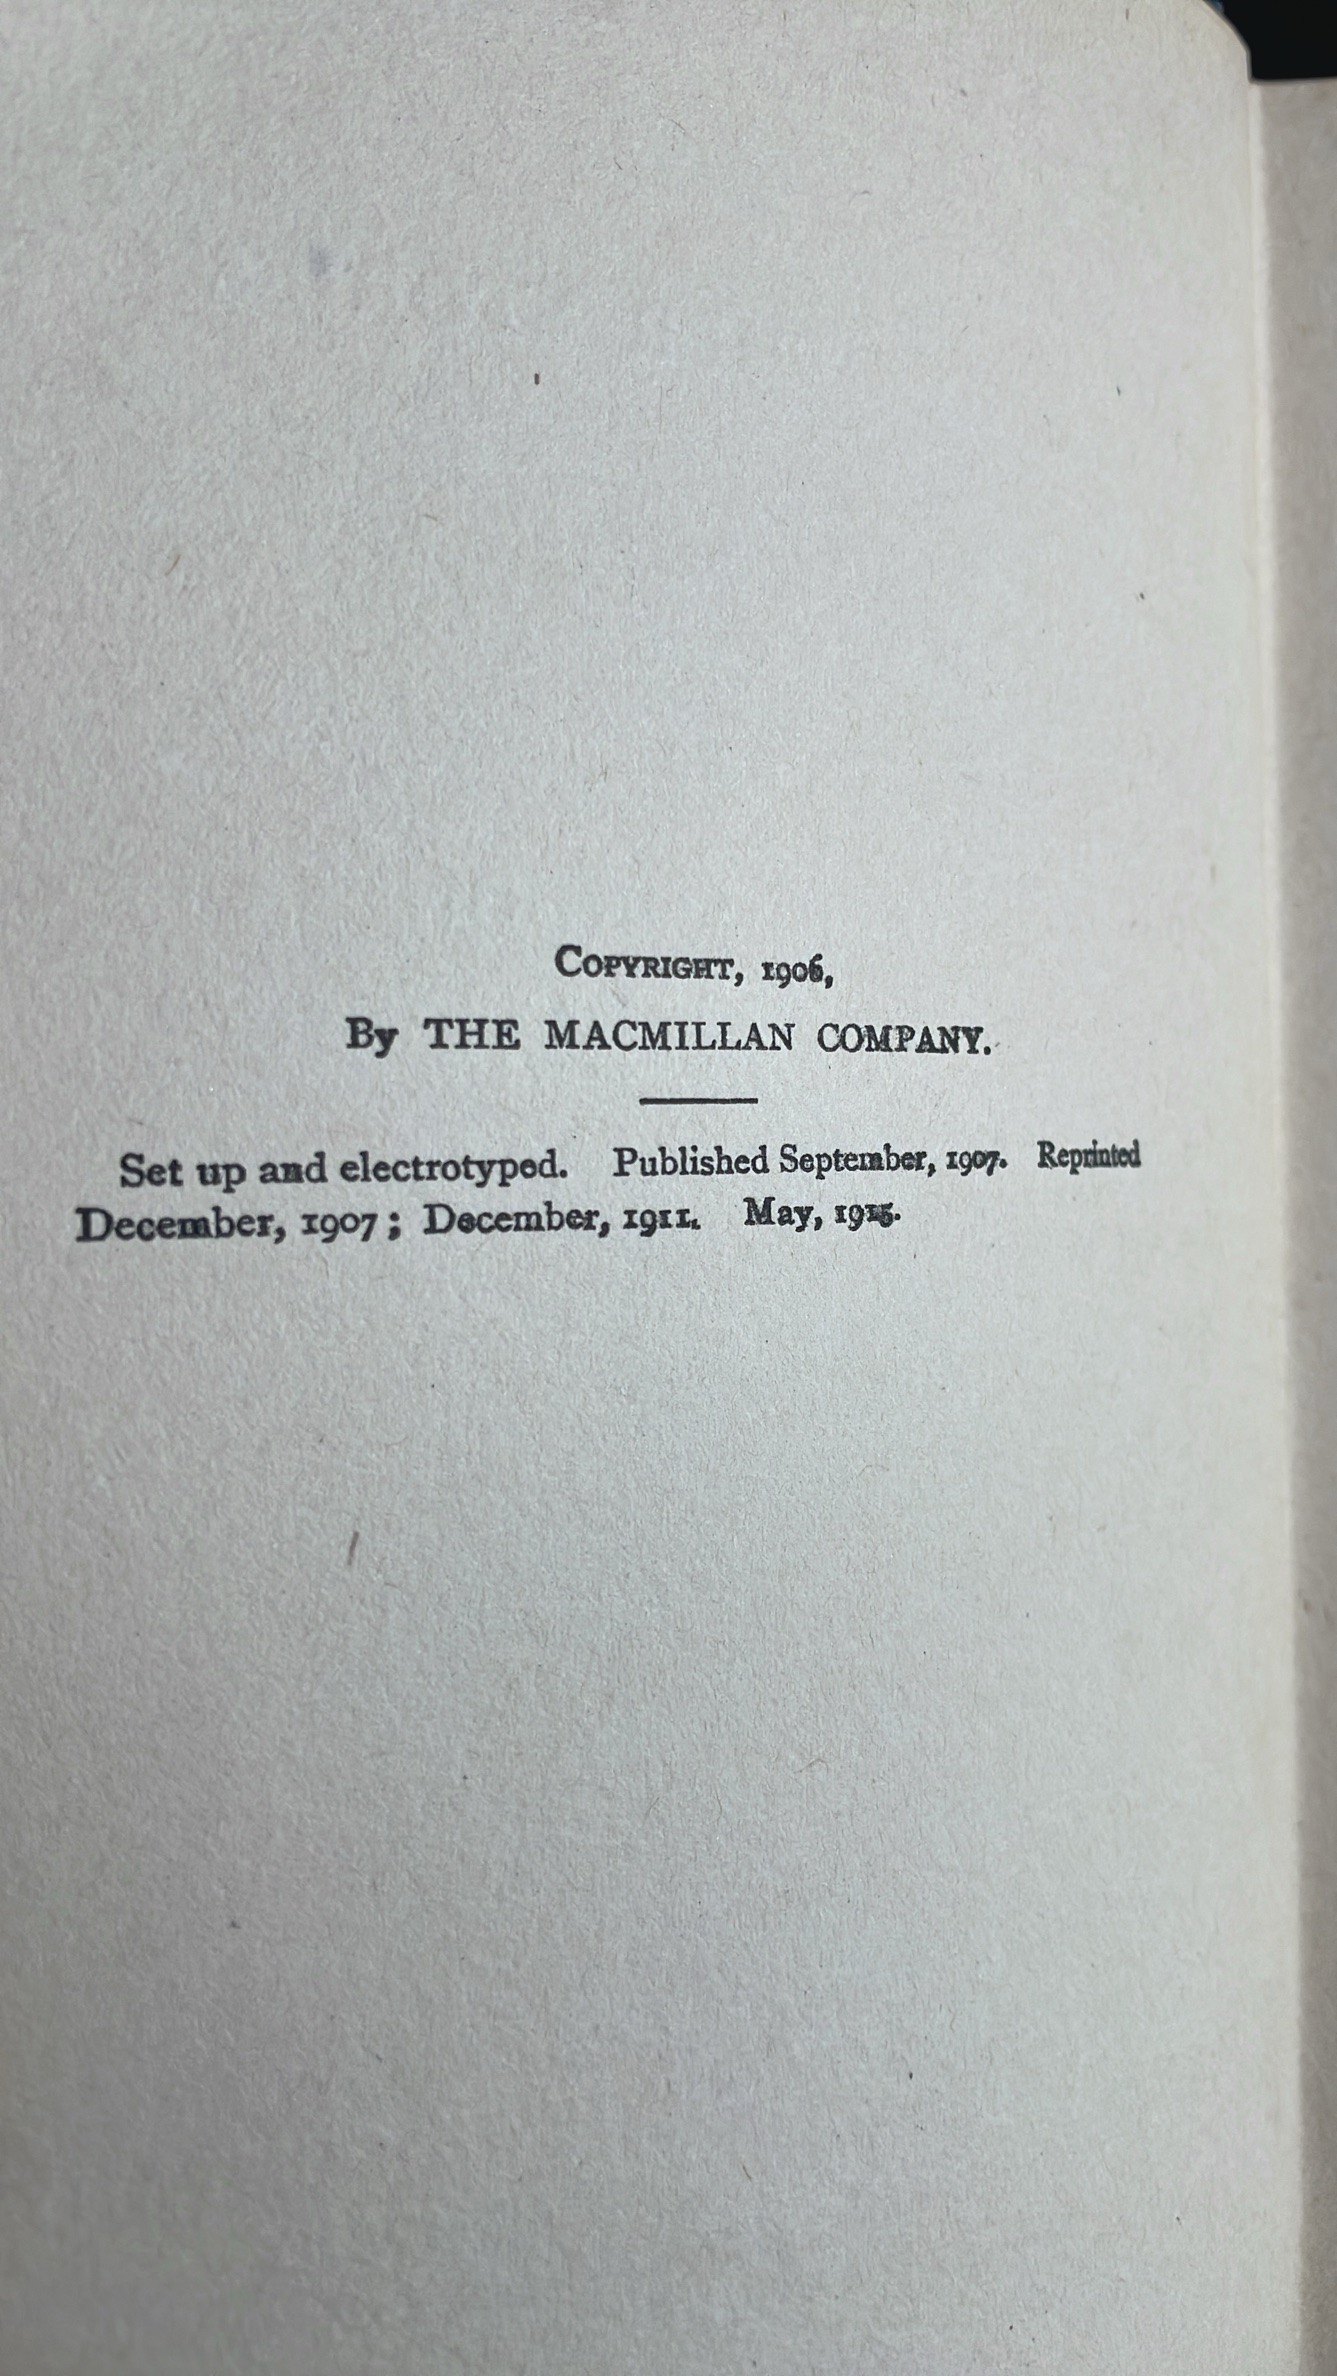 COPYRIGHT, 1906,
By THE MACMILLAN COMPANY.
Set up and electrotyped. Published September, 1907. Reprinted
December, 1907; December, 1911. May, 1915.